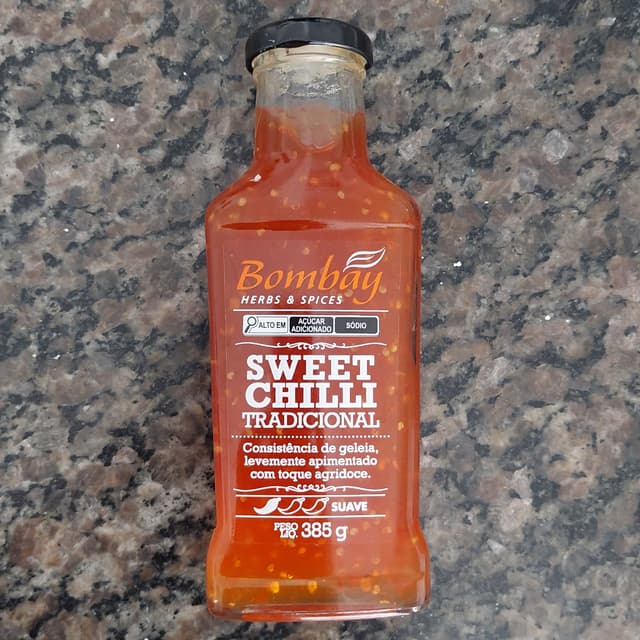 Bombay
HERBS & SPICES
ALTO EM AÇÚCAR ADICIONADO SÓDIO
SWEET
CHILLI
TRADICIONAL
Consistência de geleia,
levemente apimentado
com toque agridoce.
SUAVE
PESO LÍQ. 385 g